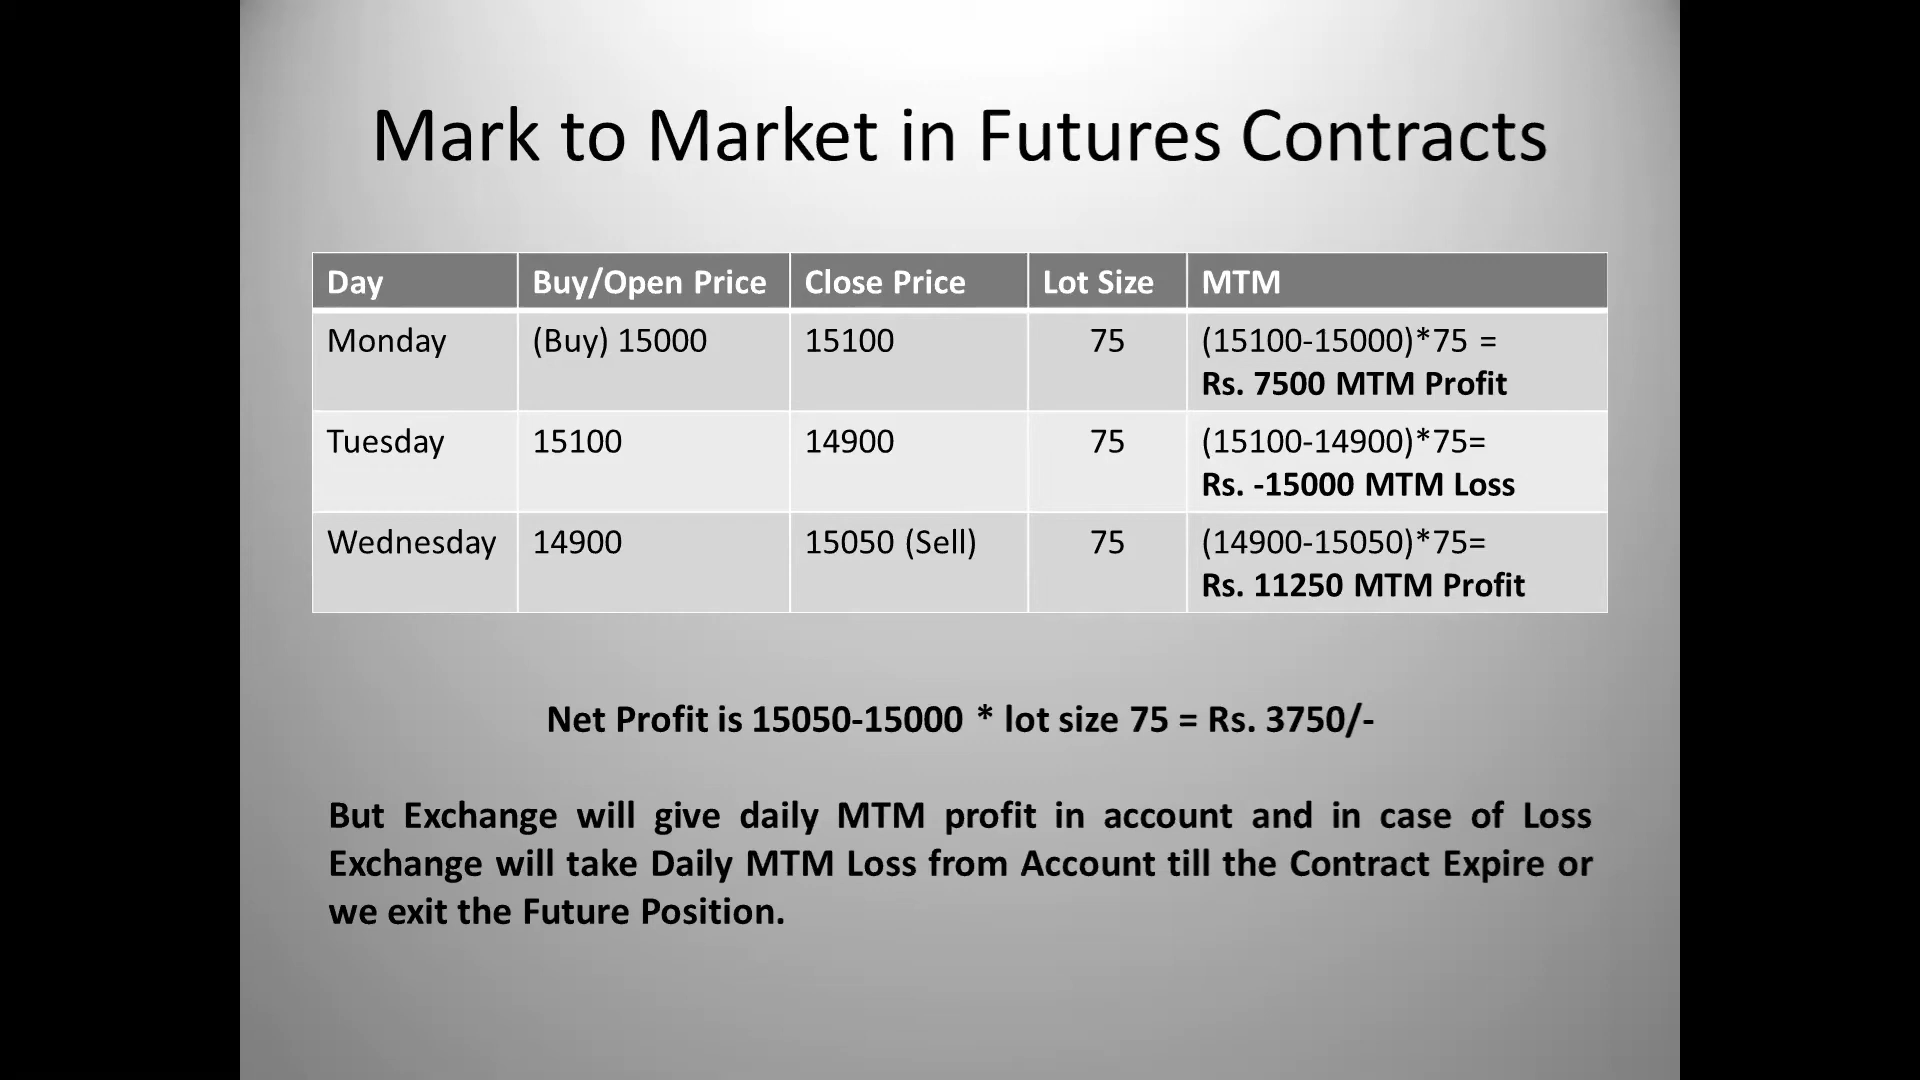 Mark to Market in Futures Contracts
Day Buy/Open Price Close Price Lot Size MTM
Monday (Buy) 15000 15100 75 (15100-15000)*75 =
Rs. 7500 MTM Profit
Tuesday 15100 14900 75 (15100-14900)*75=
Rs. -15000 MTM Loss
Wednesday 14900 15050 (Sell) 75 (14900-15050)*75=
Rs. 11250 MTM Profit
Net Profit is 15050-15000 * lot size 75 = Rs. 3750/-
But Exchange will give daily MTM profit in account and in case of Loss
Exchange will take Daily MTM Loss from Account till the Contract Expire or
we exit the Future Position.